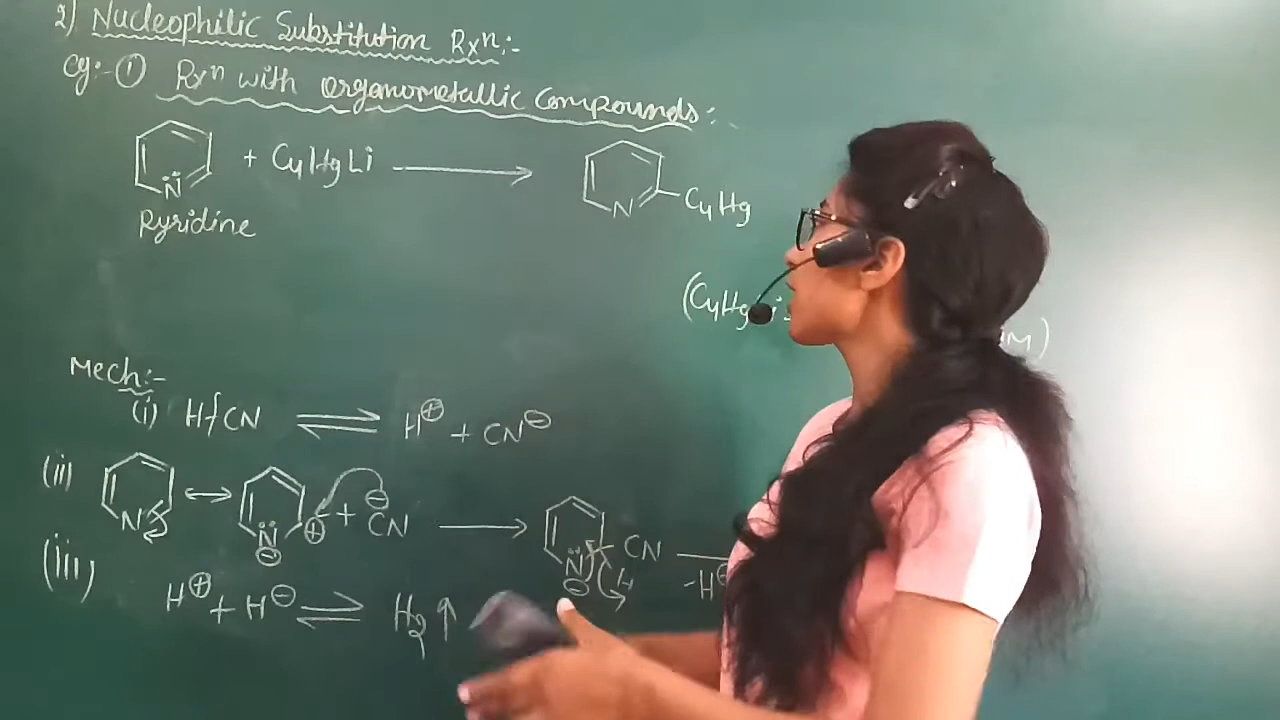 2) Nucleophilic Substitution Rxⁿ:-
eg:- ① Rxⁿ with organometallic Compounds:-
N̈ + C4H9Li ⟶ N C4H9
Pyridine
(C4H9
Mech:-
(i) H CN ⇌ H⊕ + CN⊖
(ii) N ↔ N̈ ⊖ ⊕ + ⊖ CN ⟶ N̈ ⊖ CN H -H
(iii) H⊕ + H⊖ ⇌ H2 ↑